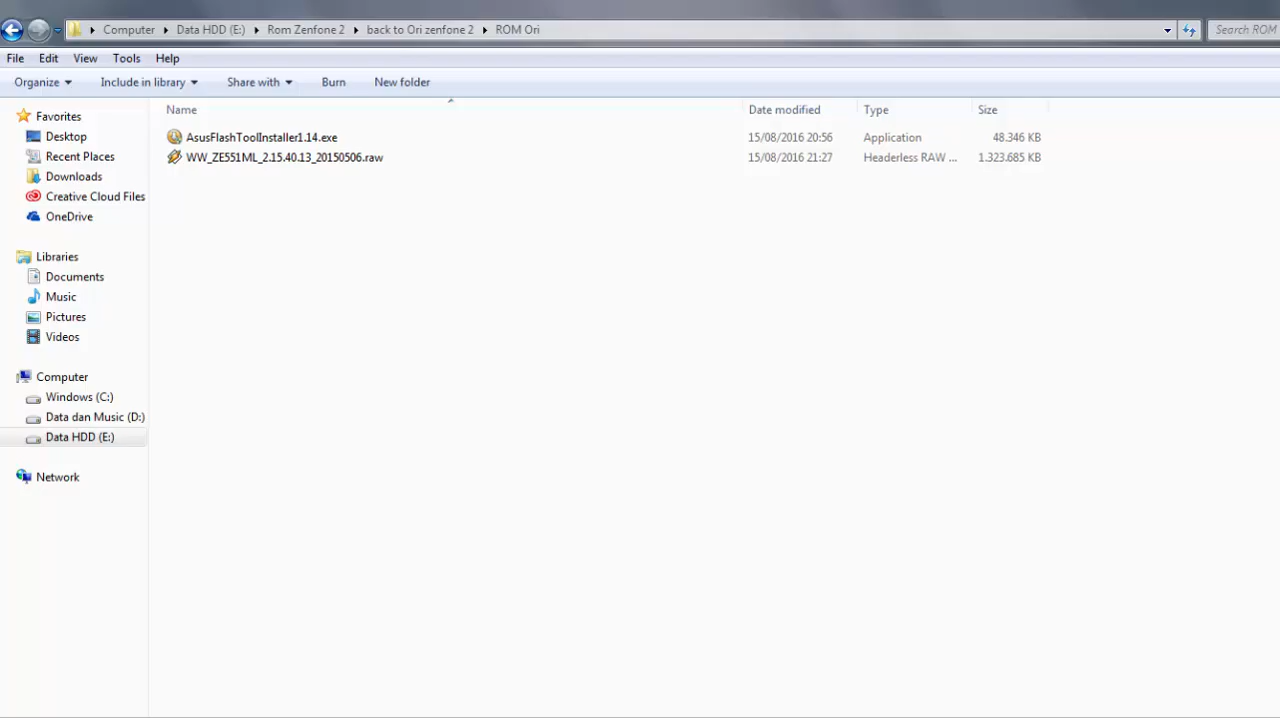 Computer Data HDD (E:) Rom Zenfone 2 back to Ori zenfone 2 ROM Ori Search ROM
File Edit View Tools Help
Organize Include in library Share with Burn New folder
Name Date modified Type Size
Favorites
Desktop
Recent Places
Downloads
Creative Cloud Files
OneDrive
Libraries
Documents
Music
Pictures
Videos
Computer
Windows (C:)
Data dan Music (D:)
Data HDD (E:)
Network
AsusFlashToolInstaller1.14.exe 15/08/2016 20:56 Application 48.346 KB
WW_ZE551ML_2.15.40.13_20150506.raw 15/08/2016 21:27 Headerless RAW ... 1.323.685 KB